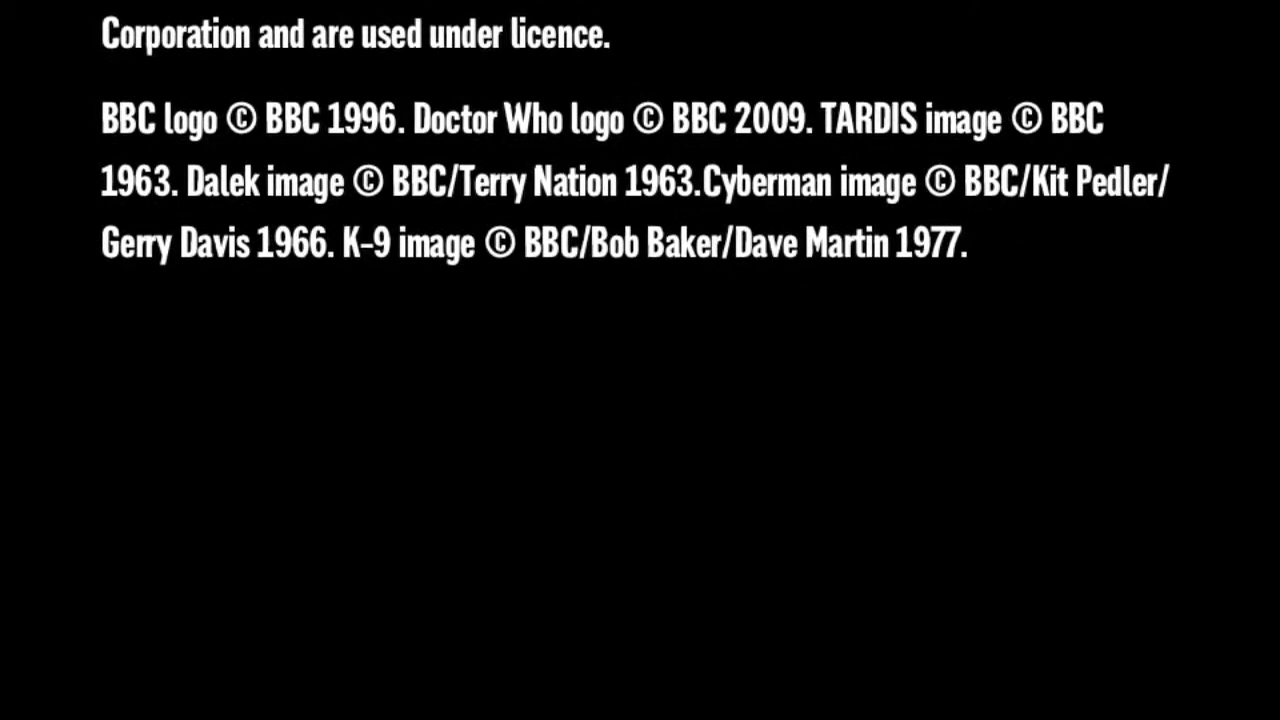 Corporation and are used under licence.
BBC logo © BBC 1996. Doctor Who logo © BBC 2009. TARDIS image © BBC
1963. Dalek image © BBC/Terry Nation 1963.Cyberman image © BBC/Kit Pedler/
Gerry Davis 1966. K-9 image © BBC/Bob Baker/Dave Martin 1977.